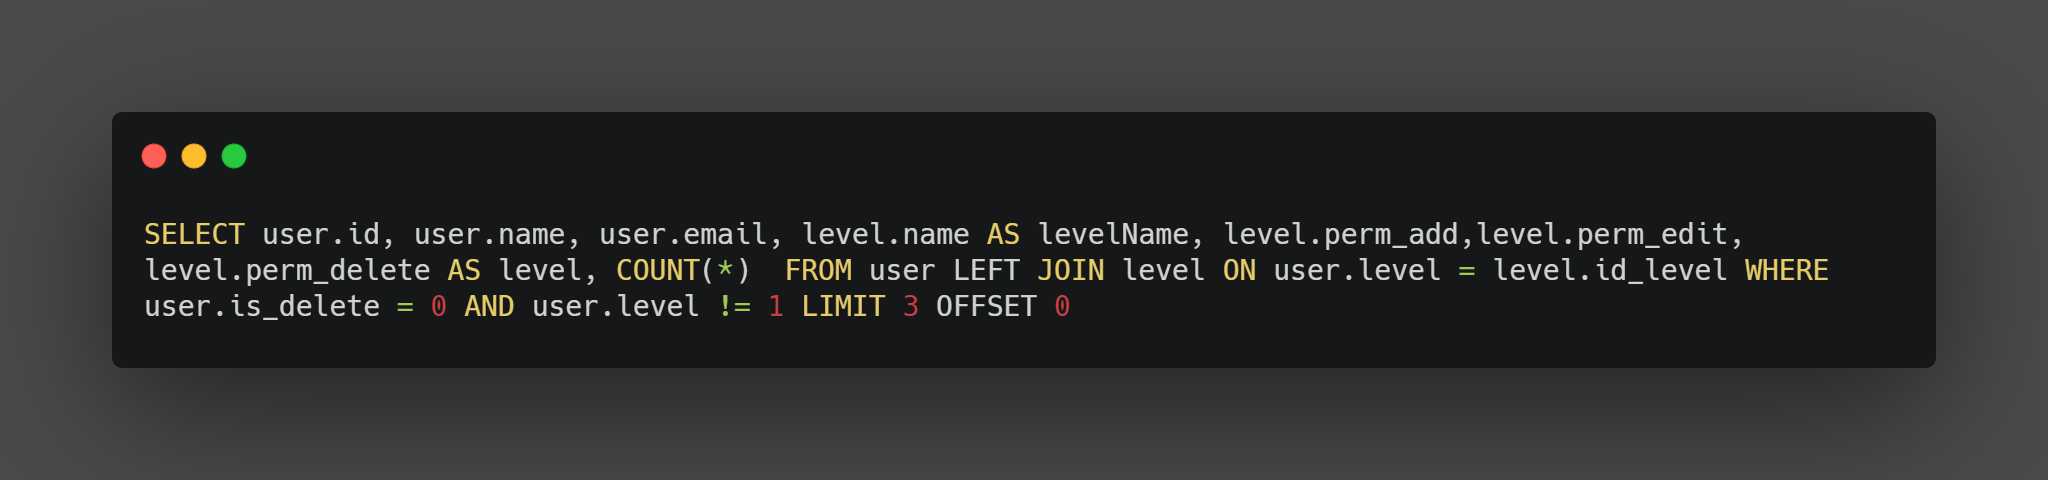 SELECT user.id, user.name, user.email, level.name AS levelName, level.perm_add,level.perm_edit,
level.perm_delete AS level, COUNT(*)  FROM user LEFT JOIN level ON user.level = level.id_level WHERE
user.is_delete = 0 AND user.level != 1 LIMIT 3 OFFSET 0